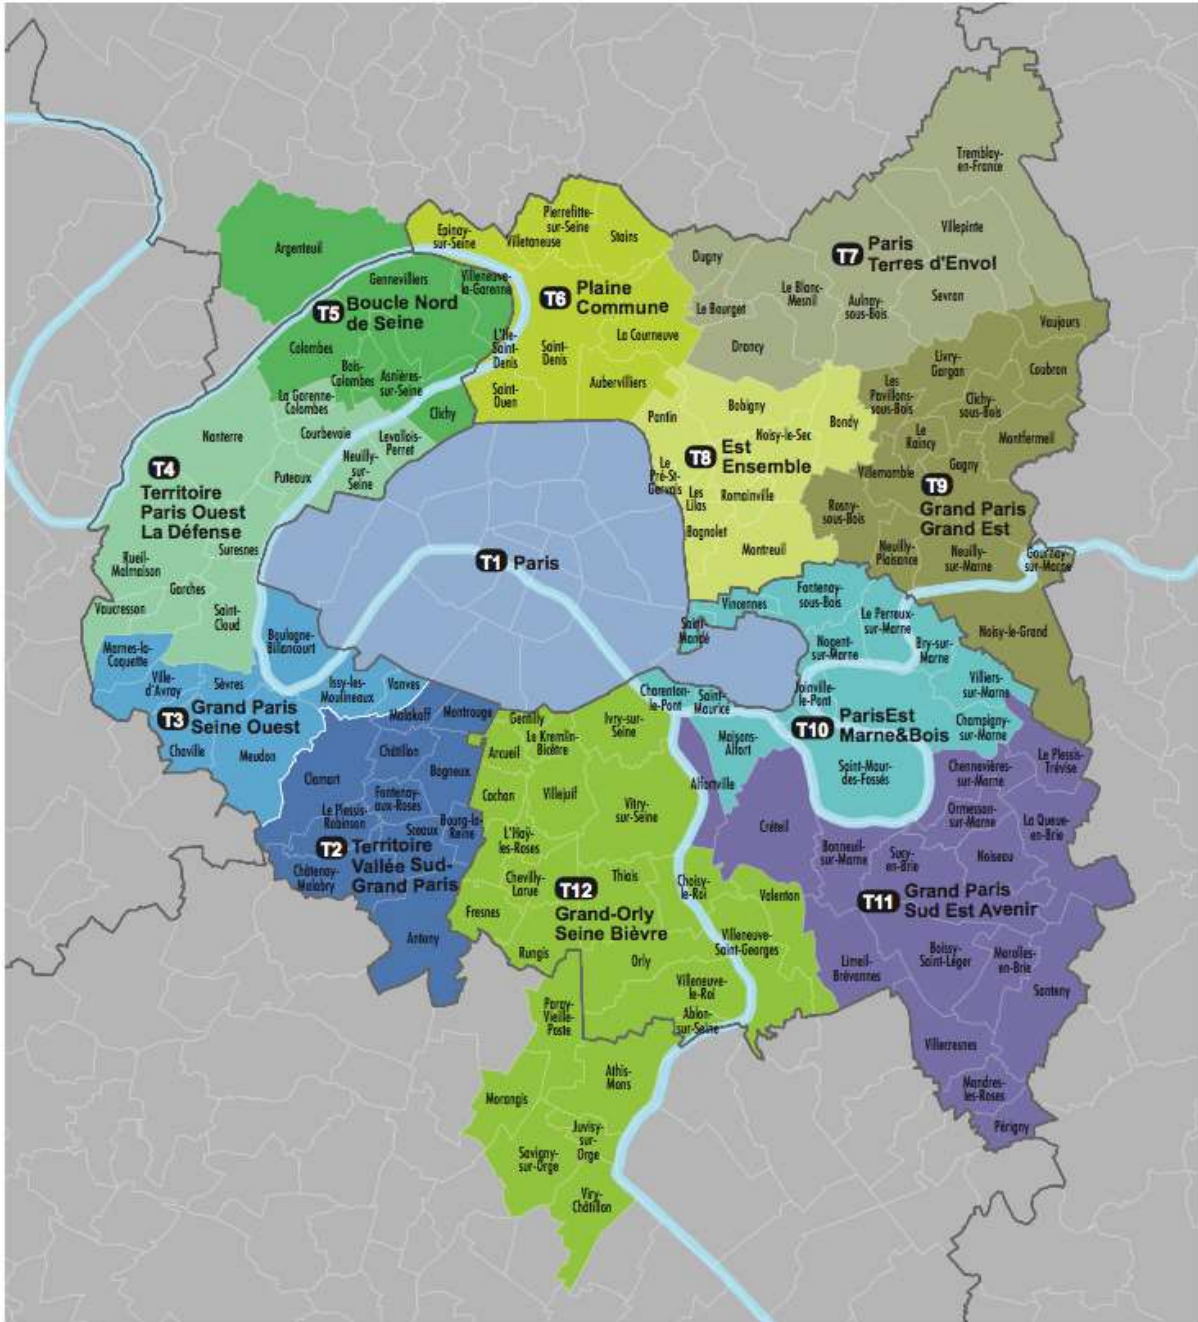 Tremblay-
en-France
Villepinte
T7 Paris
Terres d'Envol
Dugny
Le Bourget
Le Blanc-
Mesnil
Aulnay-
sous-Bois
Sevran
Drancy
Argenteuil
Gennevilliers
Villeneuve-
la-Garenne
T5 Boucle Nord
de Seine
Colombes
Bois-
Colombes
Asnières-
sur-Seine
Clichy
Epinay-
sur-Seine
Pierrefitte-
sur-Seine
Villetaneuse
Stains
T6 Plaine
Commune
L'Ile-
Saint-
Denis
Saint-
Denis
La Courneuve
Saint-
Ouen
Aubervilliers
La Garenne-
Colombes
Nanterre
Courbevoie
Levallois-
Perret
Neuilly-
sur-
Seine
Puteaux
T4
Territoire
Paris Ouest
La Défense
Suresnes
Rueil-
Malmaison
Garches
Vaucresson
Saint-
Cloud
Pantin
Bobigny
Noisy-le-Sec
Bondy
T8 Est
Ensemble
Le
Pré-St-
Gervais
Les
Lilas
Romainville
Bagnolet
Montreuil
Vaujours
Livry-
Gargan
Coubron
Les
Pavillons-
sous-Bois
Clichy-
sous-Bois
Le
Raincy
Montfermeil
Gagny
Villemomble
T9
Grand Paris
Grand Est
Rosny-
sous-Bois
Neuilly-
Plaisance
Neuilly-
sur-Marne
Gournay-
sur-Marne
Noisy-le-Grand
T1 Paris
Marnes-la-
Coquette
Ville-
d'Avray
Sèvres
Boulogne-
Billancourt
Issy-les-
Moulineaux
Vanves
T3 Grand Paris
Seine Ouest
Chaville
Meudon
Malakoff
Montrouge
Châtillon
Clamart
Bagneux
Fontenay-
aux-Roses
Le Plessis-
Robinson
Sceaux
Bourg-la-
Reine
T2 Territoire
Vallée Sud-
Grand Paris
Châtenay-
Malabry
Antony
Saint-
Mandé
Vincennes
Fontenay-
sous-Bois
Le Perreux-
sur-Marne
Nogent-
sur-Marne
Bry-sur-
Marne
Villiers-
sur-Marne
Charenton-
le-Pont
Saint-
Maurice
Joinville-
le-Pont
T10 ParisEst
Marne&Bois
Champigny-
sur-Marne
Maisons-
Alfort
Saint-Maur-
des-Fossés
Gentilly
Le Kremlin-
Bicêtre
Ivry-sur-
Seine
Arcueil
Cachan
Villejuif
Vitry-
sur-Seine
L'Haÿ-
les-Roses
Chevilly-
Larue
Thiais
Choisy-
le-Roi
T12
Grand-Orly
Seine Bièvre
Fresnes
Rungis
Orly
Valenton
Villeneuve-
Saint-Georges
Villeneuve-
le-Roi
Ablon-
sur-Seine
Paray-
Vieille-
Poste
Athis-
Mons
Morangis
Juvisy-
sur-
Orge
Savigny-
sur-Orge
Viry-
Châtillon
Alfortville
Créteil
Le Plessis-
Trévise
Chennevières-
sur-Marne
Ormesson-
sur-Marne
La Queue-
en-Brie
Bonneuil-
sur-Marne
Sucy-
en-Brie
Noiseau
T11 Grand Paris
Sud Est Avenir
Limeil-
Brévannes
Boissy-
Saint-Léger
Marolles-
en-Brie
Santeny
Villecresnes
Mandres-
les-Roses
Périgny